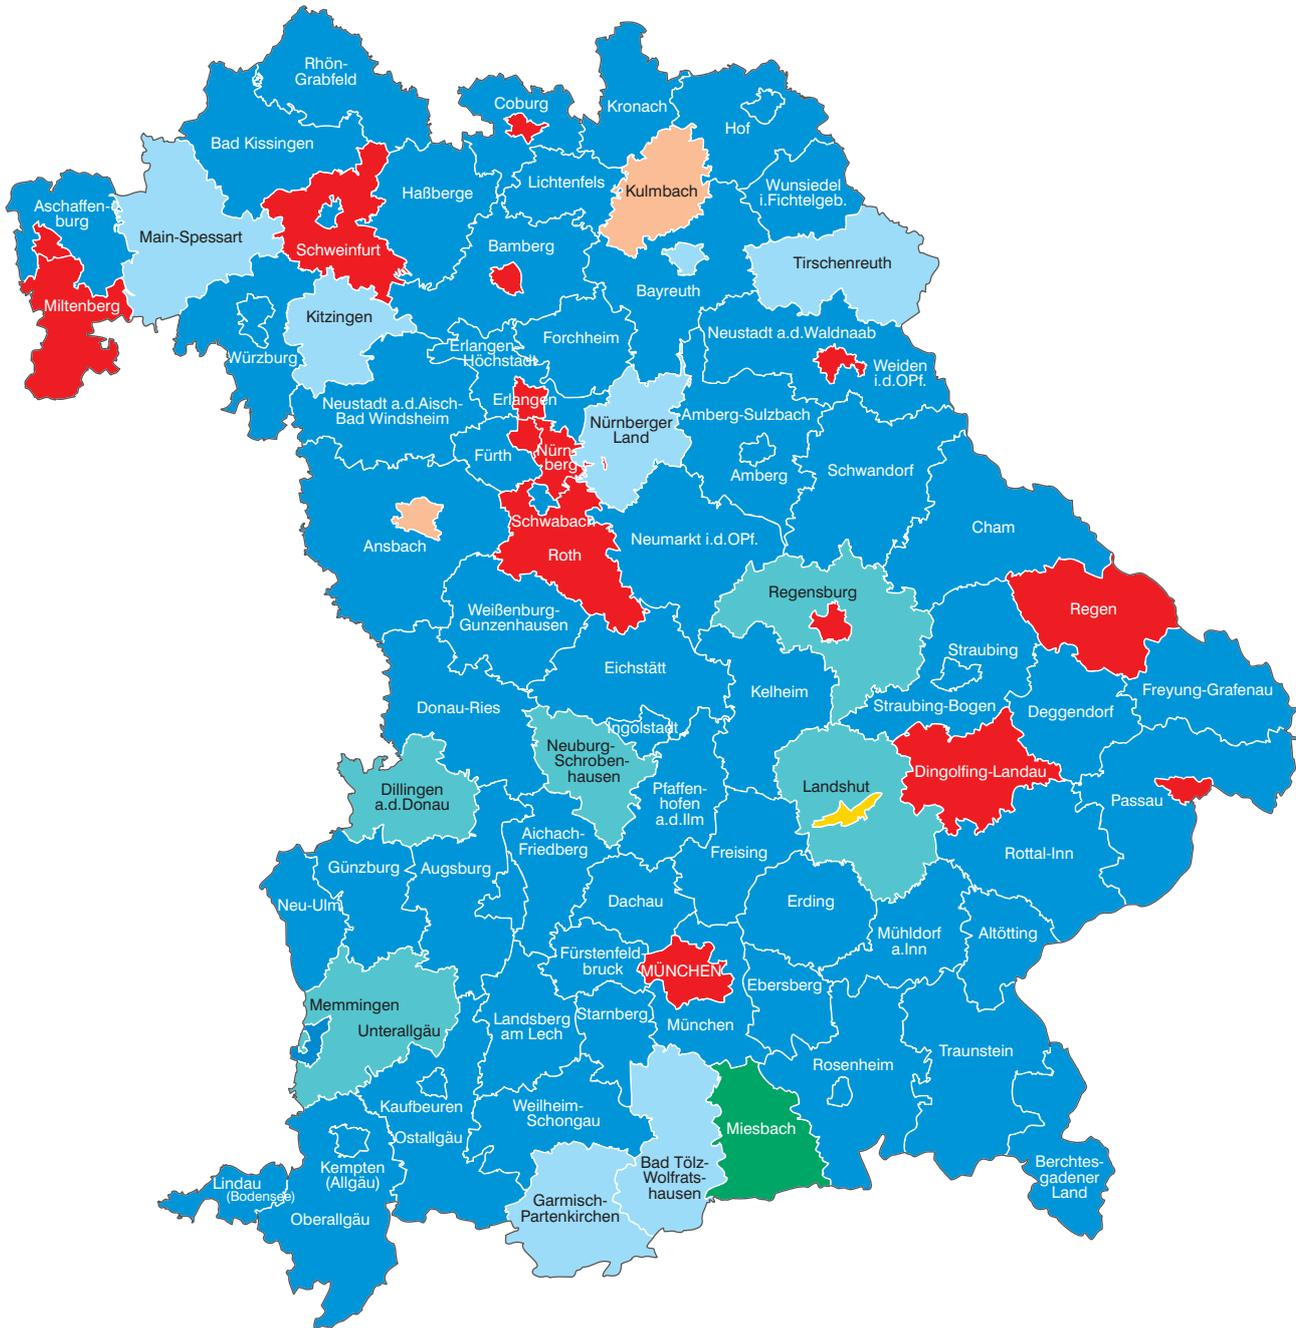 Rhön-
Grabfeld
Coburg
Kronach
Hof
Bad Kissingen
Lichtenfels
Kulmbach
Haßberge
Wunsiedel
i.Fichtelgeb.
Aschaffen-
burg
Main-Spessart
Schweinfurt
Bamberg
Tirschenreuth
Bayreuth
Miltenberg
Kitzingen
Neustadt a.d.Waldnaab
Forchheim
Erlangen-
Höchstadt
Würzburg
Weiden
i.d.OPf.
Erlangen
Neustadt a.d.Aisch-
Bad Windsheim
Nürnberger
Land
Amberg-Sulzbach
Fürth
Nürn-
berg
Amberg
Schwandorf
Schwabach
Cham
Ansbach
Roth
Neumarkt i.d.OPf.
Regensburg
Regen
Weißenburg-
Gunzenhausen
Straubing
Eichstätt
Kelheim
Freyung-Grafenau
Donau-Ries
Straubing-Bogen
Deggendorf
Ingolstadt
Neuburg-
Schroben-
hausen
Dingolfing-Landau
Dillingen
a.d.Donau
Pfaffen-
hofen
a.d.Ilm
Landshut
Passau
Aichach-
Friedberg
Freising
Rottal-Inn
Günzburg
Augsburg
Neu-Ulm
Dachau
Erding
Mühldorf
a.Inn
Altötting
Fürstenfeld-
bruck
MÜNCHEN
Ebersberg
Memmingen
Unterallgäu
Landsberg
am Lech
Starnberg
München
Traunstein
Rosenheim
Kaufbeuren
Weilheim-
Schongau
Miesbach
Ostallgäu
Kempten
(Allgäu)
Bad Tölz-
Wolfrats-
hausen
Berchtes-
gadener
Land
Lindau
(Bodensee)
Garmisch-
Partenkirchen
Oberallgäu